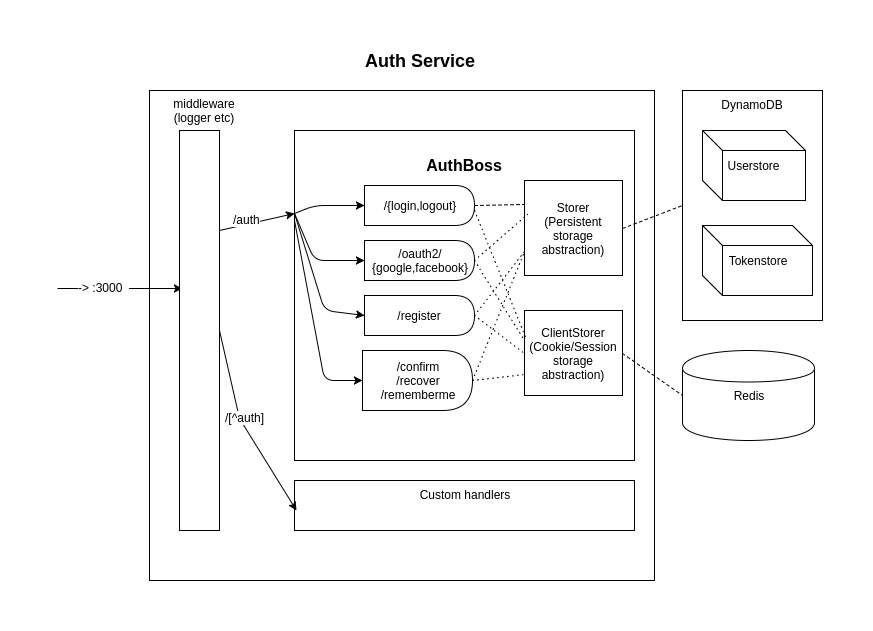 Auth Service
middleware
(logger etc)
DynamoDB
AuthBoss
Userstore
/{login,logout}
Storer
(Persistent
storage
abstraction)
/auth
/oauth2/
{google,facebook}
Tokenstore
-> :3000
/register
ClientStorer
(Cookie/Session
storage
abstraction)
/confirm
/recover
/rememberme
Redis
/[^auth]
Custom handlers